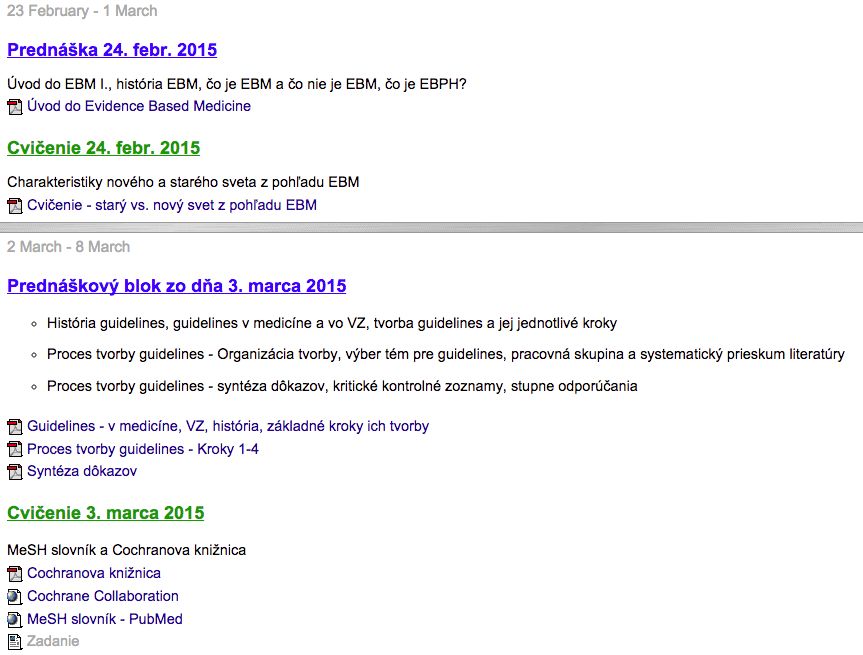 23 February - 1 March
Prednáška 24. febr. 2015
Úvod do EBM I., história EBM, čo je EBM a čo nie je EBM, čo je EBPH?
Úvod do Evidence Based Medicine
Cvičenie 24. febr. 2015
Charakteristiky nového a starého sveta z pohľadu EBM
Cvičenie - starý vs. nový svet z pohľadu EBM
2 March - 8 March
Prednáškový blok zo dňa 3. marca 2015
História guidelines, guidelines v medicíne a vo VZ, tvorba guidelines a jej jednotlivé kroky
Proces tvorby guidelines - Organizácia tvorby, výber tém pre guidelines, pracovná skupina a systematický prieskum literatúry
Proces tvorby guidelines - syntéza dôkazov, kritické kontrolné zoznamy, stupne odporúčania
Guidelines - v medicíne, VZ, história, základné kroky ich tvorby
Proces tvorby guidelines - Kroky 1-4
Syntéza dôkazov
Cvičenie 3. marca 2015
MeSH slovník a Cochranova knižnica
Cochranova knižnica
Cochrane Collaboration
MeSH slovník - PubMed
Zadanie